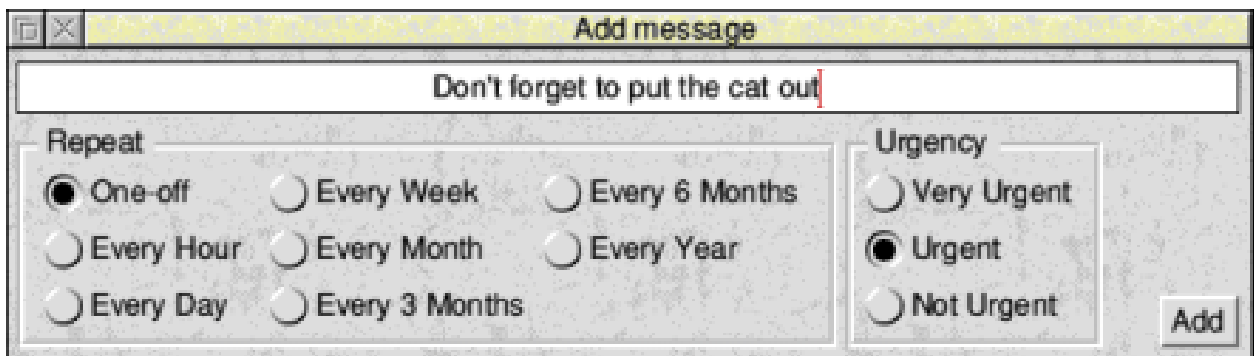 Add message
Don't forget to put the cat out
Repeat
One-off Every Week Every 6 Months
Every Hour Every Month Every Year
Every Day Every 3 Months
Urgency
Very Urgent
Urgent
Not Urgent
Add